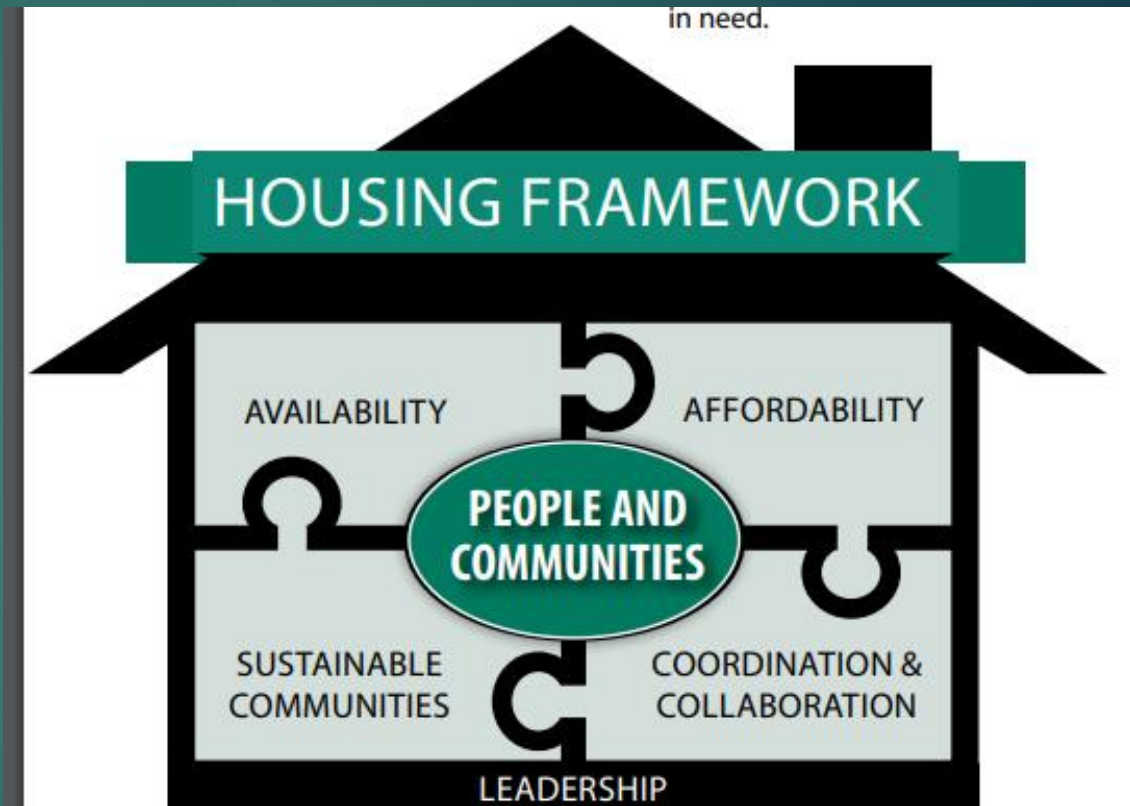 in need.
HOUSING FRAMEWORK
AVAILABILITY
AFFORDABILITY
PEOPLE AND
COMMUNITIES
SUSTAINABLE
COMMUNITIES
COORDINATION &
COLLABORATION
LEADERSHIP